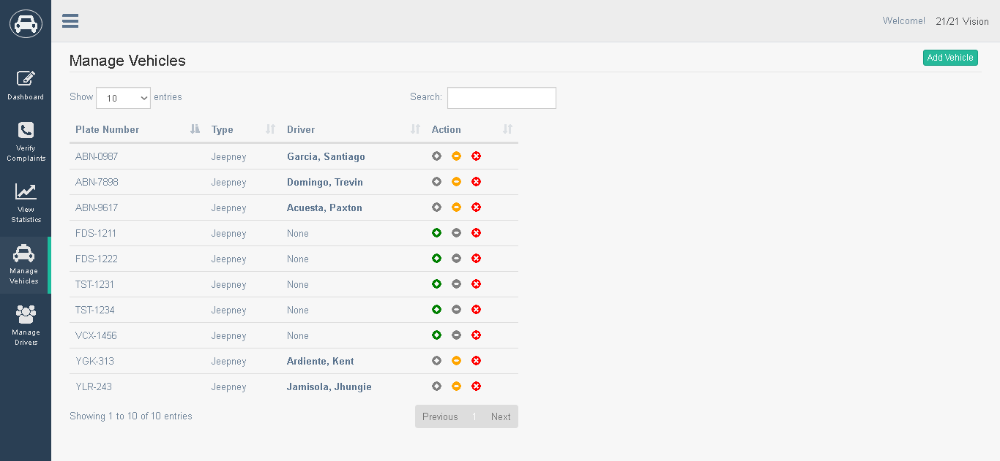 Welcome! 21/21 Vision
Manage Vehicles
Add Vehicle
Dashboard
Verify
Complaints
View
Statistics
Manage
Vehicles
Manage
Drivers
Show 10 entries
Search:
Plate Number Type Driver Action
ABN-0987 Jeepney Garcia, Santiago
ABN-7898 Jeepney Domingo, Trevin
ABN-9617 Jeepney Acuesta, Paxton
FDS-1211 Jeepney None
FDS-1222 Jeepney None
TST-1231 Jeepney None
TST-1234 Jeepney None
VCX-1456 Jeepney None
YGK-313 Jeepney Ardiente, Kent
YLR-243 Jeepney Jamisola, Jhungie
Showing 1 to 10 of 10 entries
Previous 1 Next